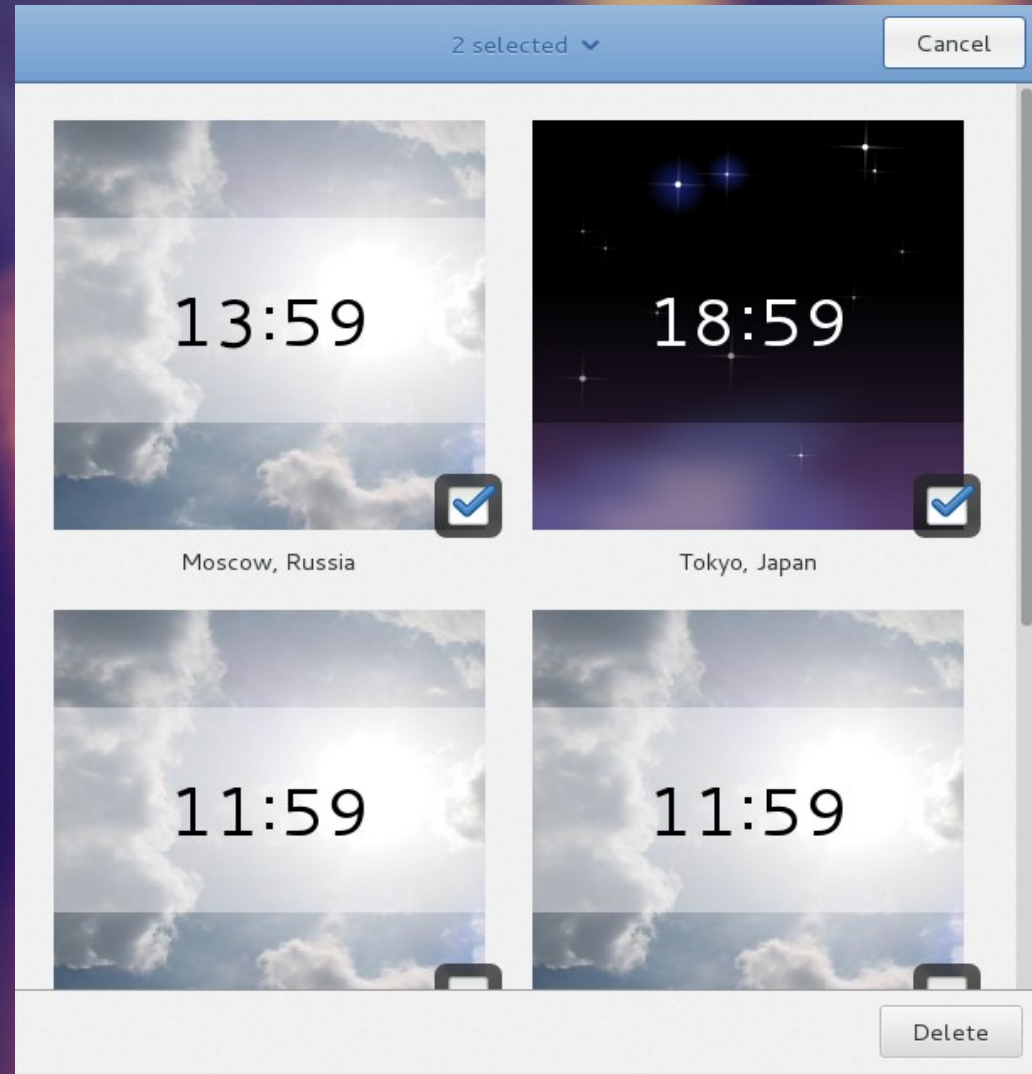 2 selected
Cancel
13:59
18:59
Moscow, Russia
Tokyo, Japan
11:59
11:59
Delete